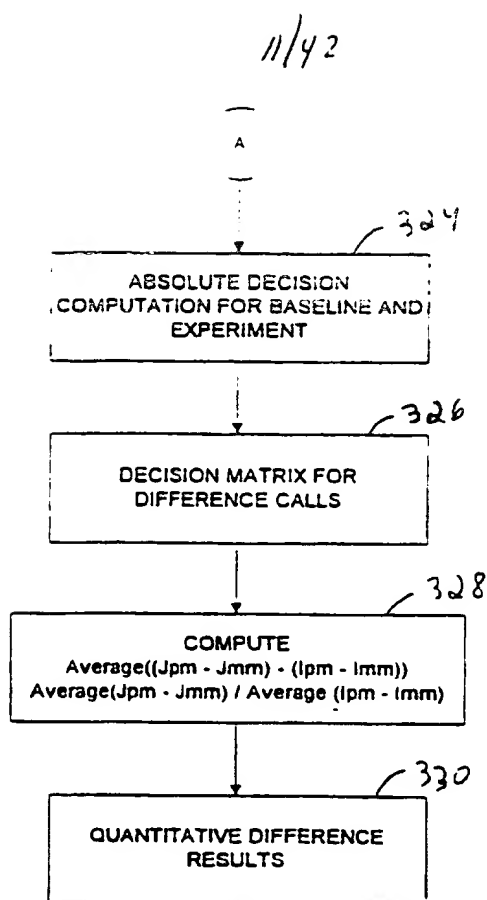 11/42
A
324
ABSOLUTE DECISION
COMPUTATION FOR BASELINE AND
EXPERIMENT
326
DECISION MATRIX FOR
DIFFERENCE CALLS
328
COMPUTE
Average((Jpm - Jmm) - (Ipm - Imm))
Average(Jpm - Jmm) / Average (Ipm - Imm)
330
QUANTITATIVE DIFFERENCE
RESULTS